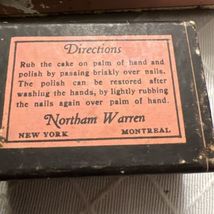 Directions
Rub the cake on palm of hand and
polish by passing briskly over nails.
The polish can be restored after
washing the hands, by lightly rubbing
the nails again over palm of hand.
Northam Warren
NEW YORK MONTREAL